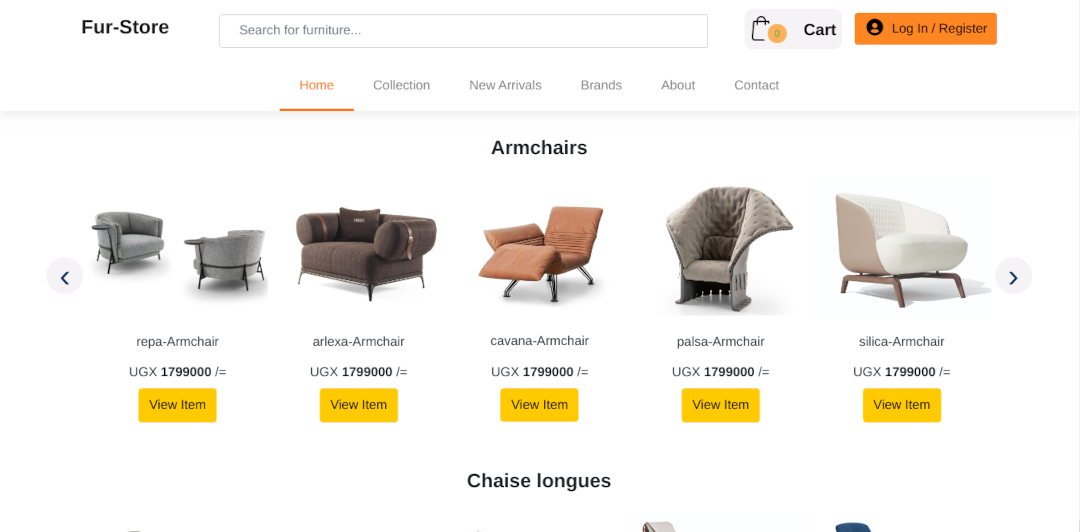 Fur-Store
Search for furniture...
0
Cart
Log In / Register
Home
Collection
New Arrivals
Brands
About
Contact
Armchairs
‹
›
repa-Armchair
arlexa-Armchair
cavana-Armchair
palsa-Armchair
silica-Armchair
UGX 1799000 /=
UGX 1799000 /=
UGX 1799000 /=
UGX 1799000 /=
UGX 1799000 /=
View Item
View Item
View Item
View Item
View Item
Chaise longues